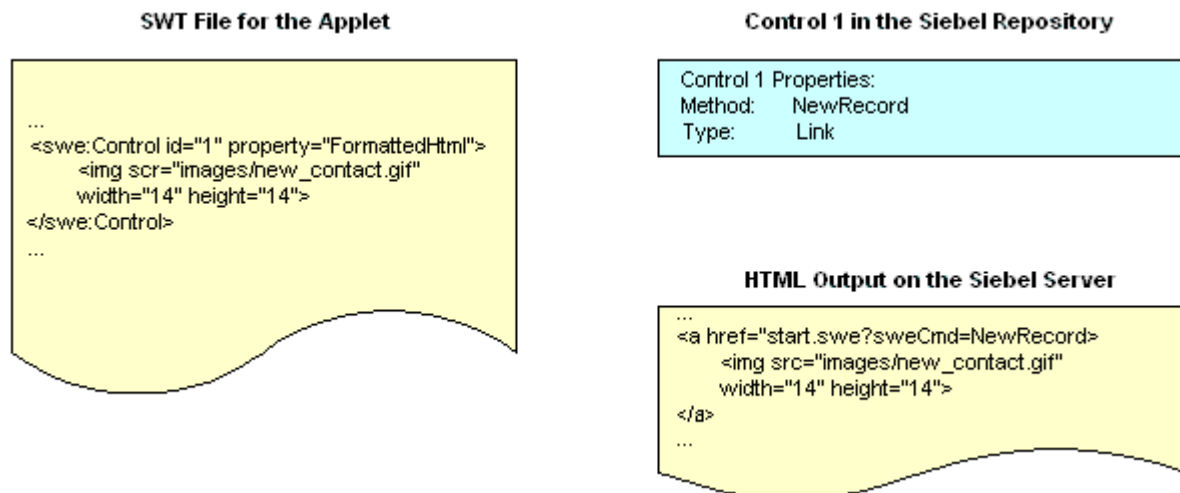 SWT File for the Applet
...
<swe:Control id="1" property="FormattedHtml">
<img scr="images/new_contact.gif"
width="14" height="14">
</swe:Control>
...
Control 1 in the Siebel Repository
Control 1 Properties:
Method: NewRecord
Type: Link
HTML Output on the Siebel Server
...
<a href="start.swe?sweCmd=NewRecord>
<img src="images/new_contact.gif"
width="14" height="14">
</a>
...